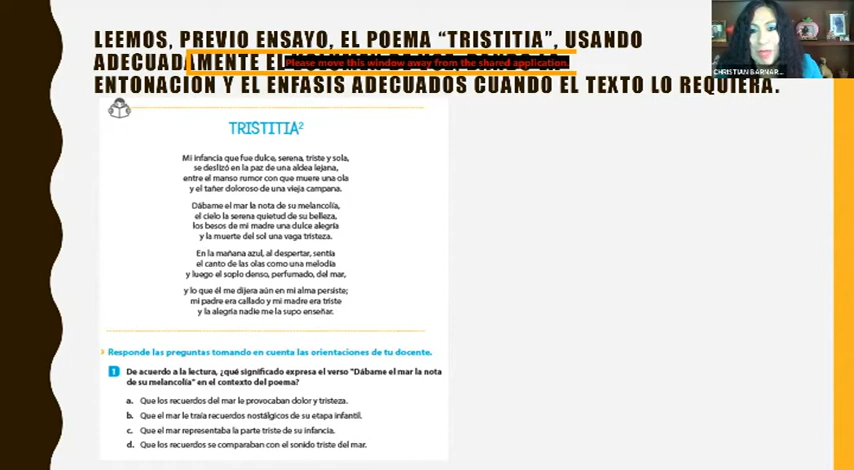 LEEMOS, PREVIO ENSAYO, EL POEMA “TRISTITIA”, USANDO
ADECUADAMENTE EL
Please move this window away from the shared application.
ENTONACIÓN Y EL ÉNFASIS ADECUADOS CUANDO EL TEXTO LO REQUIERA.
CHRISTIAN BARNAR...
TRISTITIA²
Mi infancia que fue dulce, serena, triste y sola,
se deslizó en la paz de una aldea lejana,
entre el manso rumor con que muere una ola
y el tañer doloroso de una vieja campana.
Dábame el mar la nota de su melancolía,
el cielo la serena quietud de su belleza,
los besos de mi madre una dulce alegría
y la muerte del sol una vaga tristeza.
En la mañana azul, al despertar, sentía
el canto de las olas como una melodía
y luego el soplo denso, perfumado, del mar,
y lo que él me dijera aún en mi alma persiste;
mi padre era callado y mi madre era triste
y la alegría nadie me la supo enseñar.
Responde las preguntas tomando en cuenta las orientaciones de tu docente.
1 De acuerdo a la lectura, ¿qué significado expresa el verso "Dábame el mar la nota
de su melancolía" en el contexto del poema?
a. Que los recuerdos del mar le provocaban dolor y tristeza.
b. Que el mar le traía recuerdos nostálgicos de su etapa infantil.
c. Que el mar representaba la parte triste de su infancia.
d. Que los recuerdos se comparaban con el sonido triste del mar.